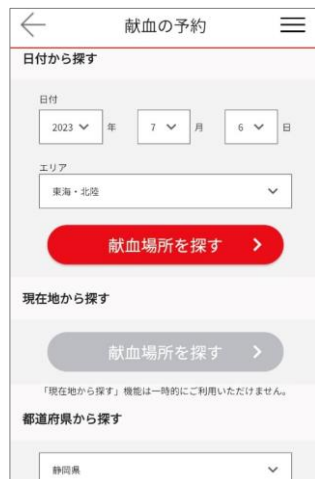 献血の予約
日付から探す
日付
2023 年 7 月 6 日
エリア
東海・北陸
献血場所を探す
現在地から探す
献血場所を探す
「現在地から探す」機能は一時的にご利用いただけません。
都道府県から探す
静岡県